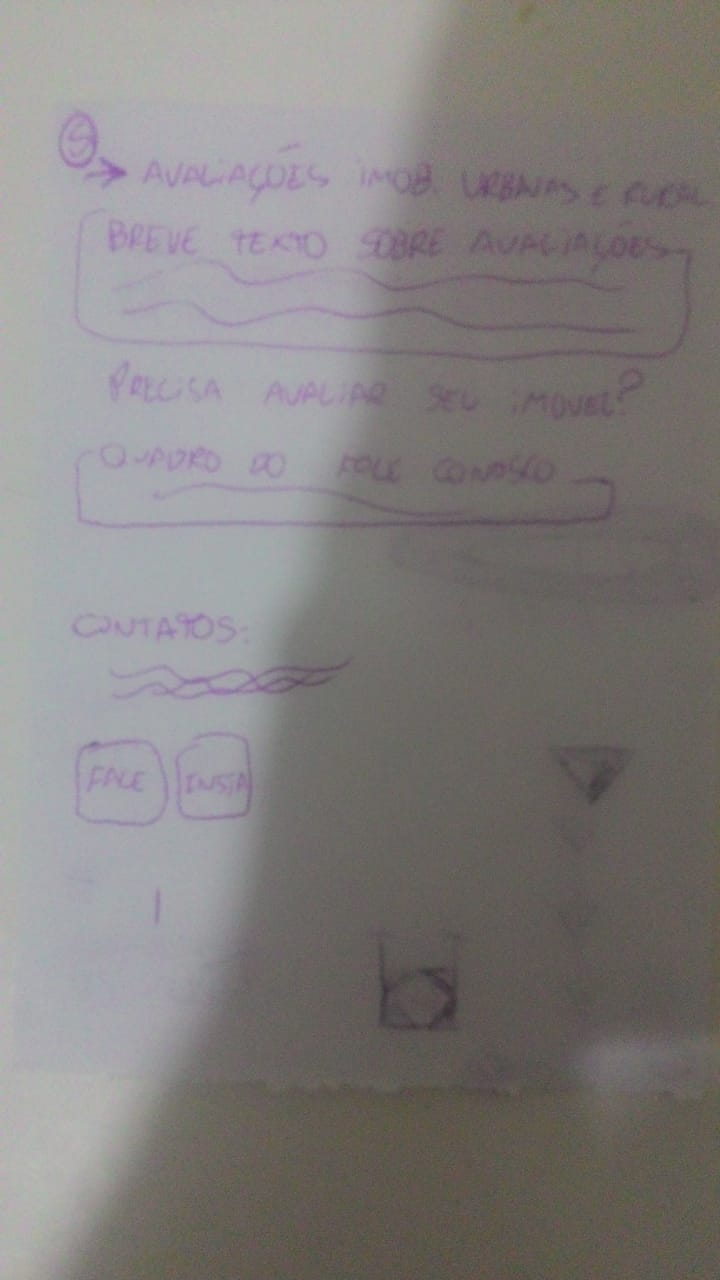 5
→ AVALIAÇÕES IMOB. URBANAS E RURAL
BREVE TEXTO SOBRE AVALIAÇÕES
PRECISA AVALIAR SEU IMOVEL?
QUADRO DO FALE CONOSCO
CONTATOS:
FALE INSTA